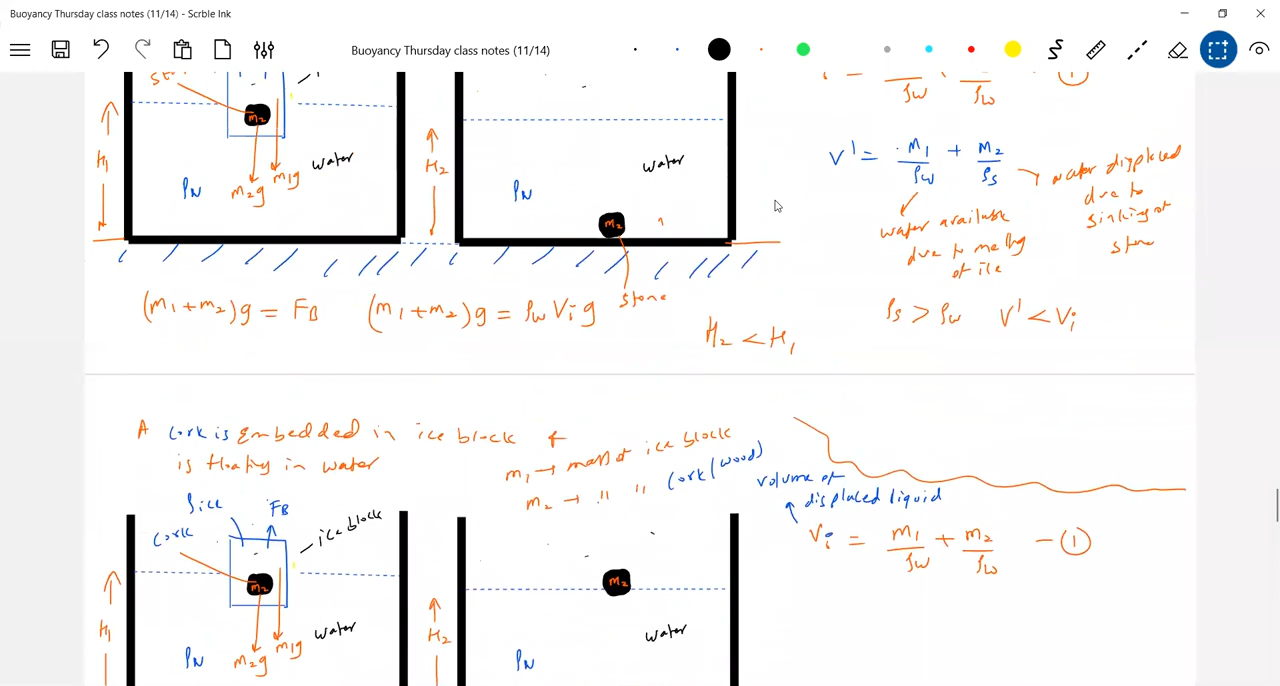 Buoyancy Thursday class notes (11/14) - Scrble Ink
Buoyancy Thursday class notes (11/14)
m2
H1
water
ρw
m2g
m1g
H2
water
ρw
m2
stone
ρw
ρw
V' = m1/ρw + m2/ρs
water displaced
due to
sinking of
stone
water available
due to meltng
of ice
(m1+m2)g = FB
(m1+m2)g = ρw Vi g
H2 < H1
ρs > ρw V' < Vi
A cork is Embedded in ice block &
is floating in water
m1 → mass of ice block
m2 → " " cork/wood)
volume of
displaced liquid
Vi = m1/ρw + m2/ρw - 1
ρice
FB
ice block
cork
m2
H1
water
ρw
m2g
m1g
m2
H2
water
ρw